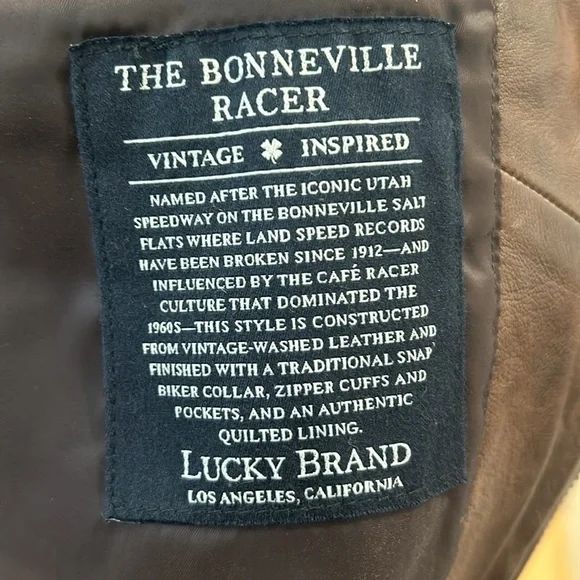 THE BONNEVILLE
RACER
VINTAGE INSPIRED
NAMED AFTER THE ICONIC UTAH
SPEEDWAY ON THE BONNEVILLE SALT
FLATS WHERE LAND SPEED RECORDS
HAVE BEEN BROKEN SINCE 1912—AND
INFLUENCED BY THE CAFÉ RACER
CULTURE THAT DOMINATED THE
1960S—THIS STYLE IS CONSTRUCTED
FROM VINTAGE-WASHED LEATHER AND
FINISHED WITH A TRADITIONAL SNAP
BIKER COLLAR, ZIPPER CUFFS AND
POCKETS, AND AN AUTHENTIC
QUILTED LINING.
LUCKY BRAND
LOS ANGELES, CALIFORNIA